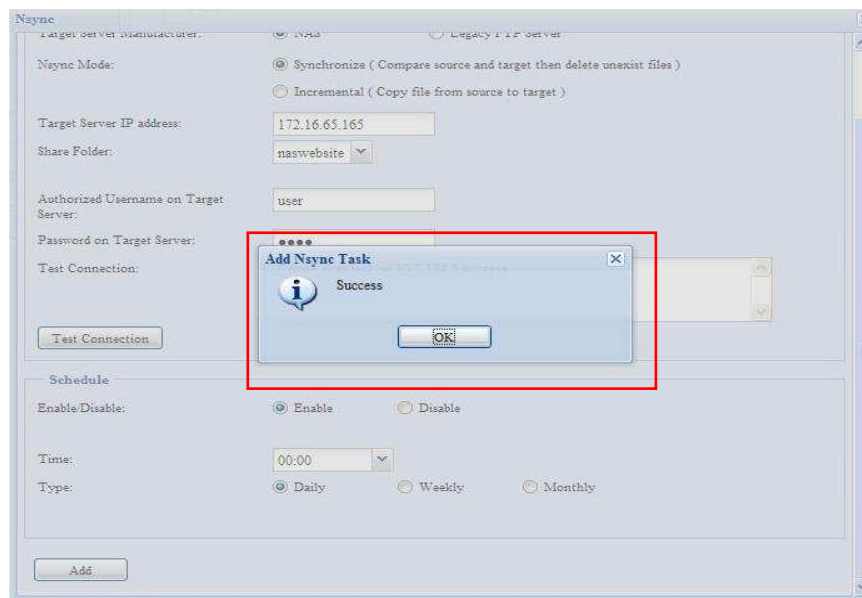 Nsync
Target Server Manufacturer: NAS Legacy FTP Server
Nsync Mode: Synchronize ( Compare source and target then delete unexist files )
Incremental ( Copy file from source to target )
Target Server IP address: 172.16.65.165
Share Folder: naswebsite
Authorized Username on Target
Server: user
Password on Target Server: ●●●●
Add Nsync Task
Test Connection:
Success
Test Connection
OK
Schedule
Enable/Disable: Enable Disable
Time: 00:00
Type: Daily Weekly Monthly
Add